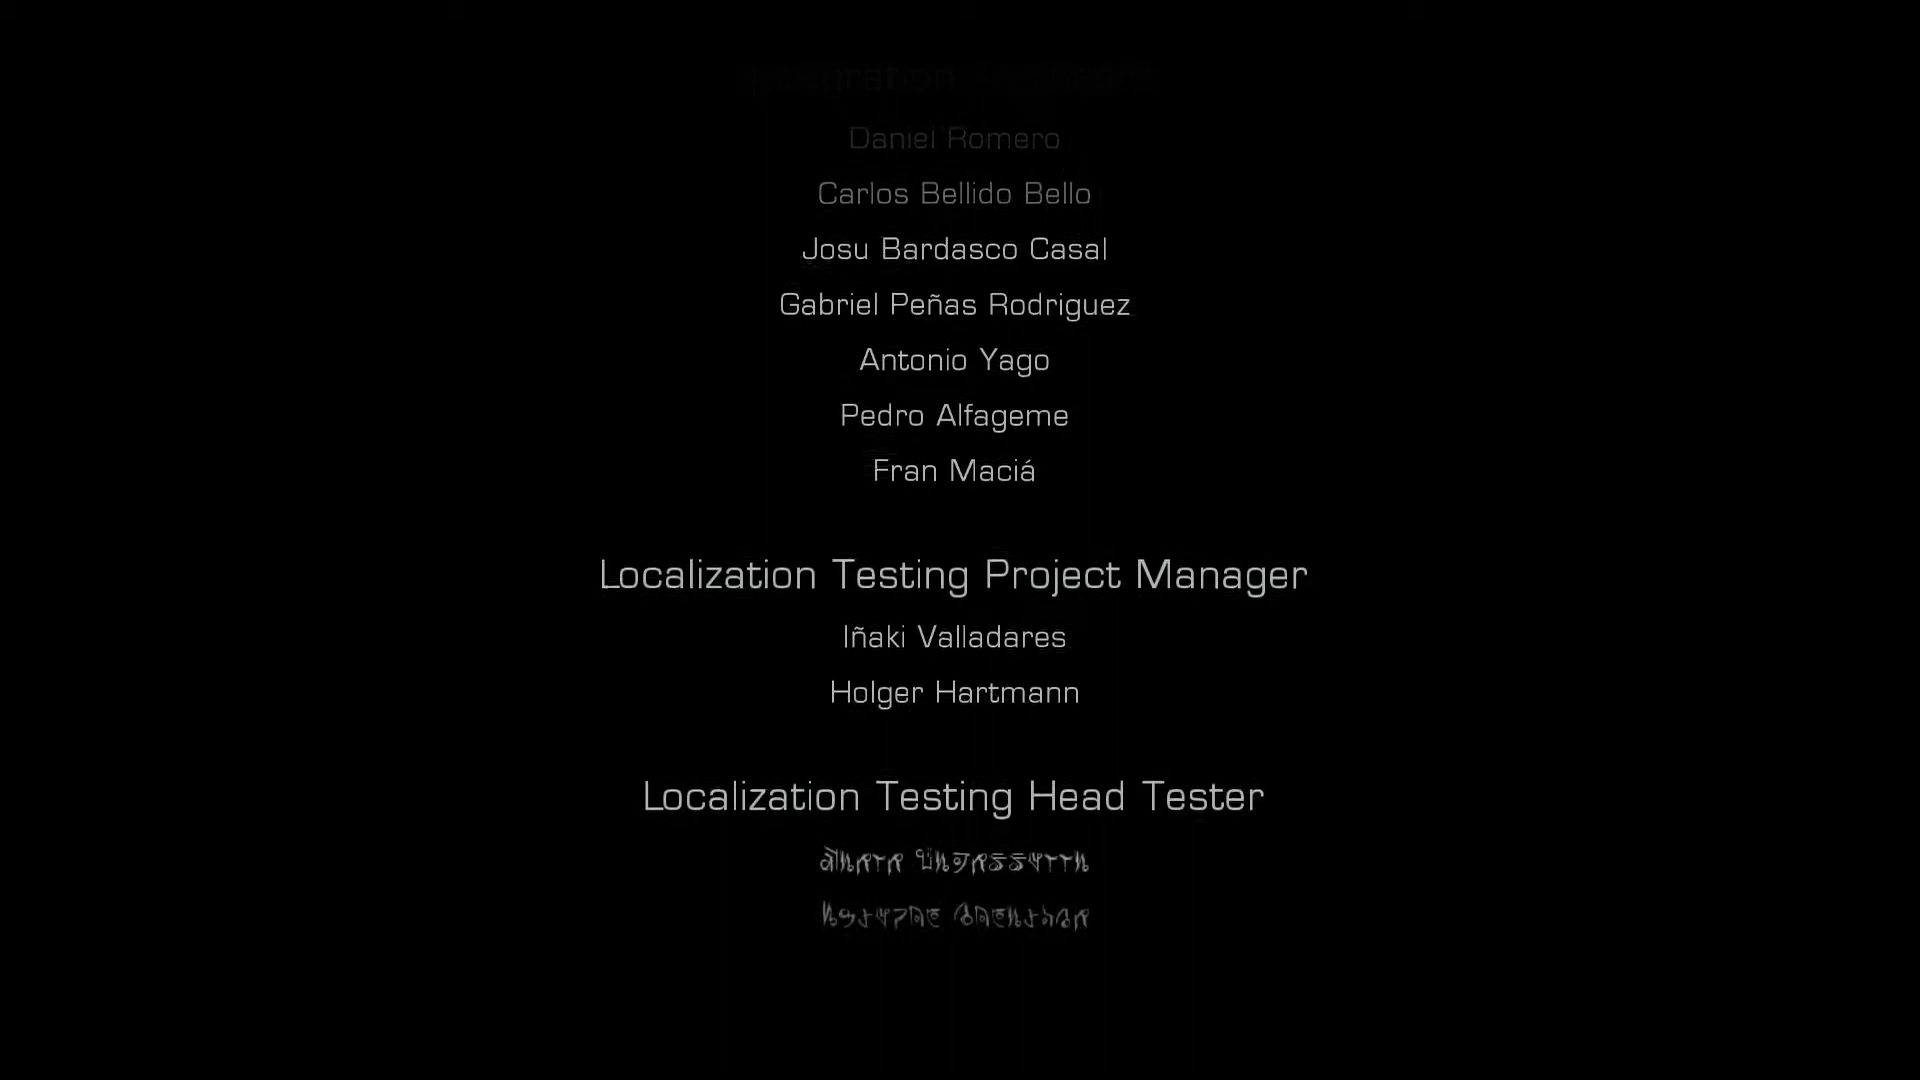 Daniel Romero
Carlos Bellido Bello
Josu Bardasco Casal
Gabriel Peñas Rodriguez
Antonio Yago
Pedro Alfageme
Fran Maciá
Localization Testing Project Manager
Iñaki Valladares
Holger Hartmann
Localization Testing Head Tester